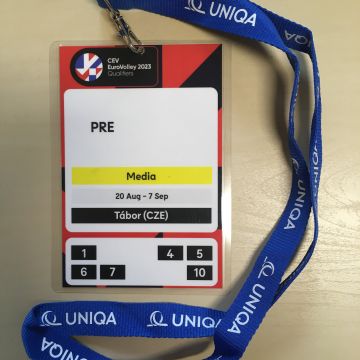 UNIQA
CEV
EuroVolley 2023
Qualifiers
PRE
Media
20 Aug - 7 Sep
Tábor (CZE)
1 4 5
6 7 10
UNIQA
UNIQA
UNIQA
UNIQA
UNIQA